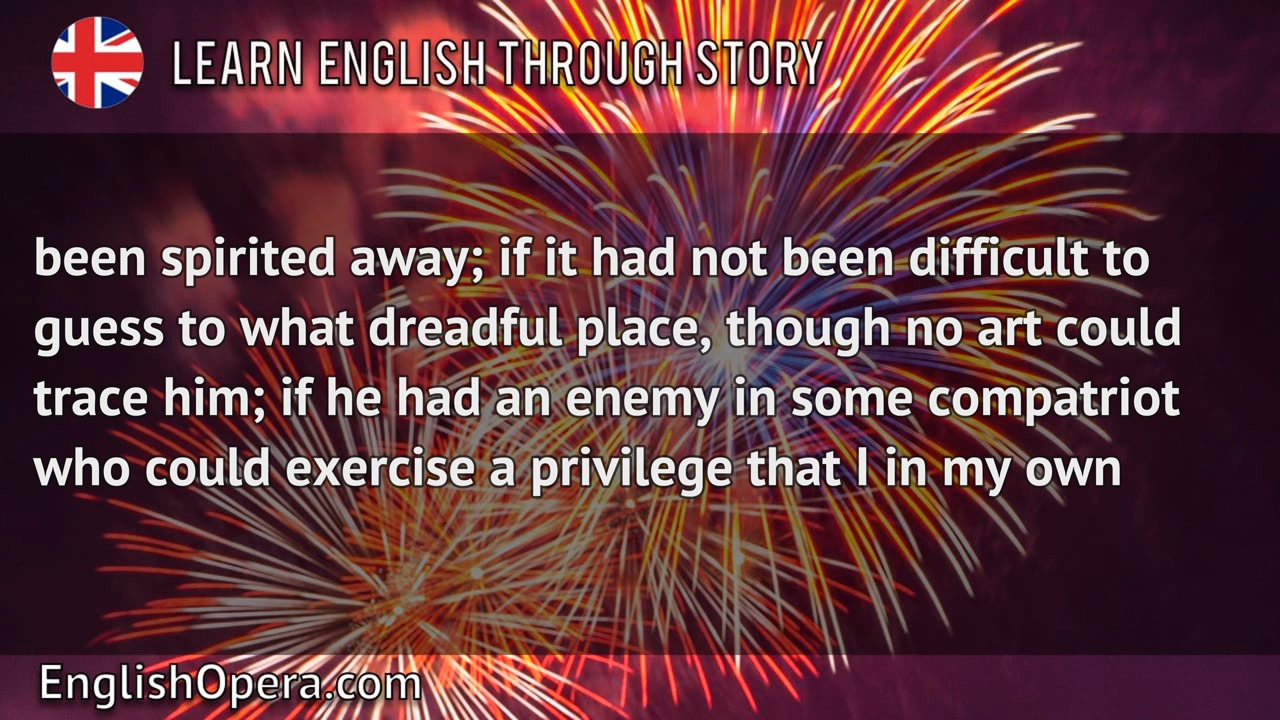 LEARN ENGLISH THROUGH STORY
been spirited away; if it had not been difficult to
guess to what dreadful place, though no art could
trace him; if he had an enemy in some compatriot
who could exercise a privilege that I in my own
EnglishOpera.com